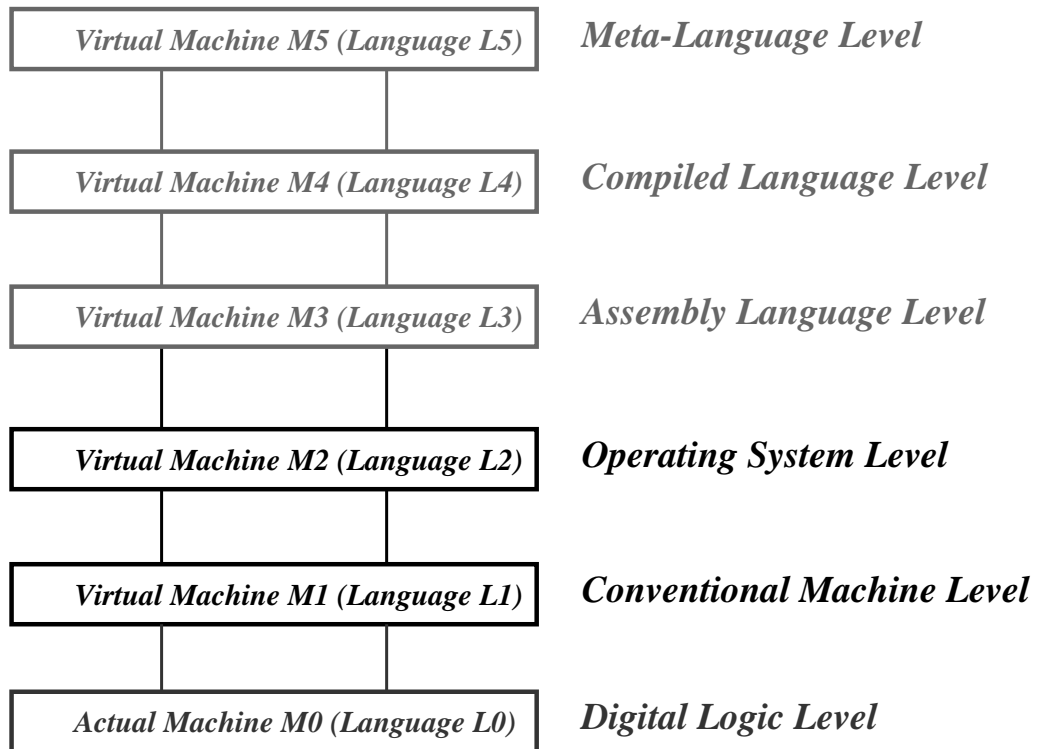 Virtual Machine M5 (Language L5) Meta-Language Level
Virtual Machine M4 (Language L4) Compiled Language Level
Virtual Machine M3 (Language L3) Assembly Language Level
Virtual Machine M2 (Language L2) Operating System Level
Virtual Machine M1 (Language L1) Conventional Machine Level
Actual Machine M0 (Language L0) Digital Logic Level